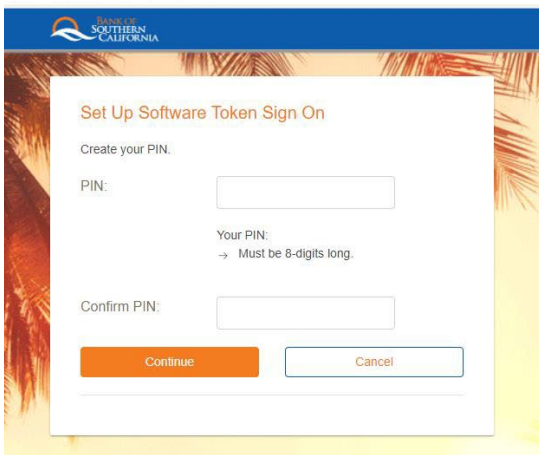 BANK OF
SOUTHERN
CALIFORNIA
Set Up Software Token Sign On
Create your PIN.
PIN:
Your PIN:
→ Must be 8-digits long.
Confirm PIN:
Continue
Cancel